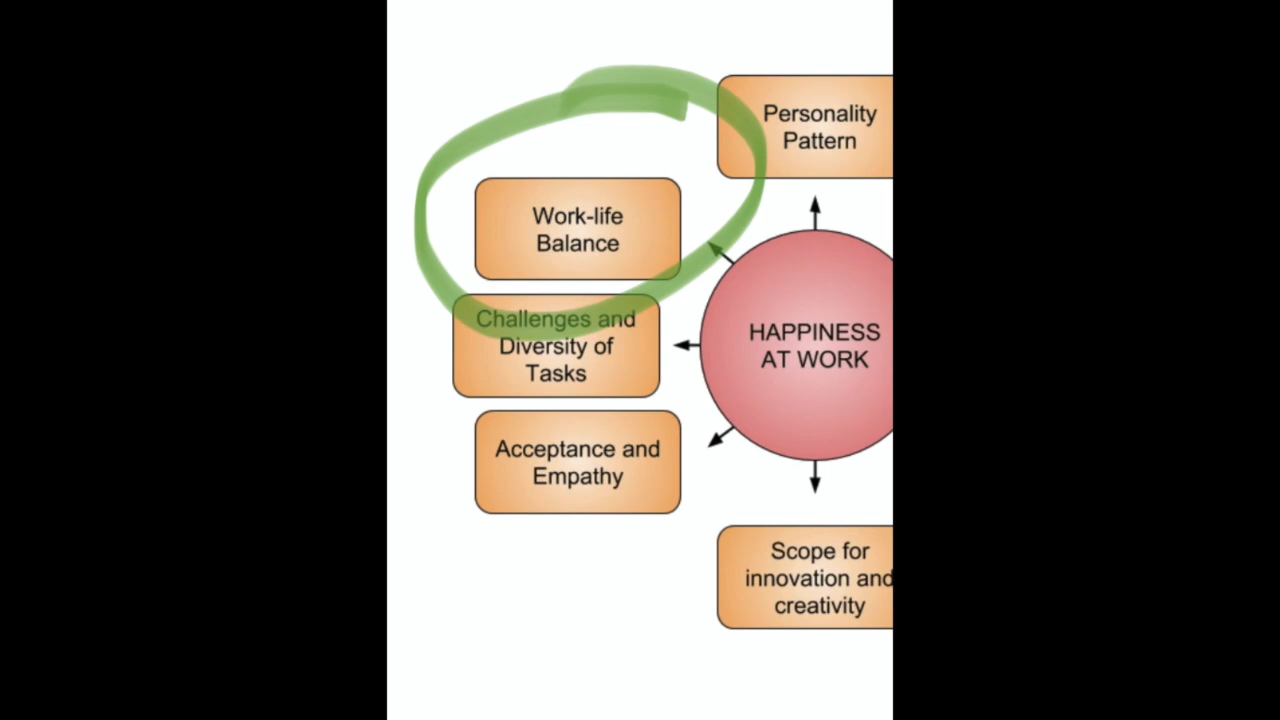 Personality
Pattern
Work-life
Balance
Challenges and
Diversity of
Tasks
HAPPINESS
AT WORK
Acceptance and
Empathy
Scope for
innovation and
creativity